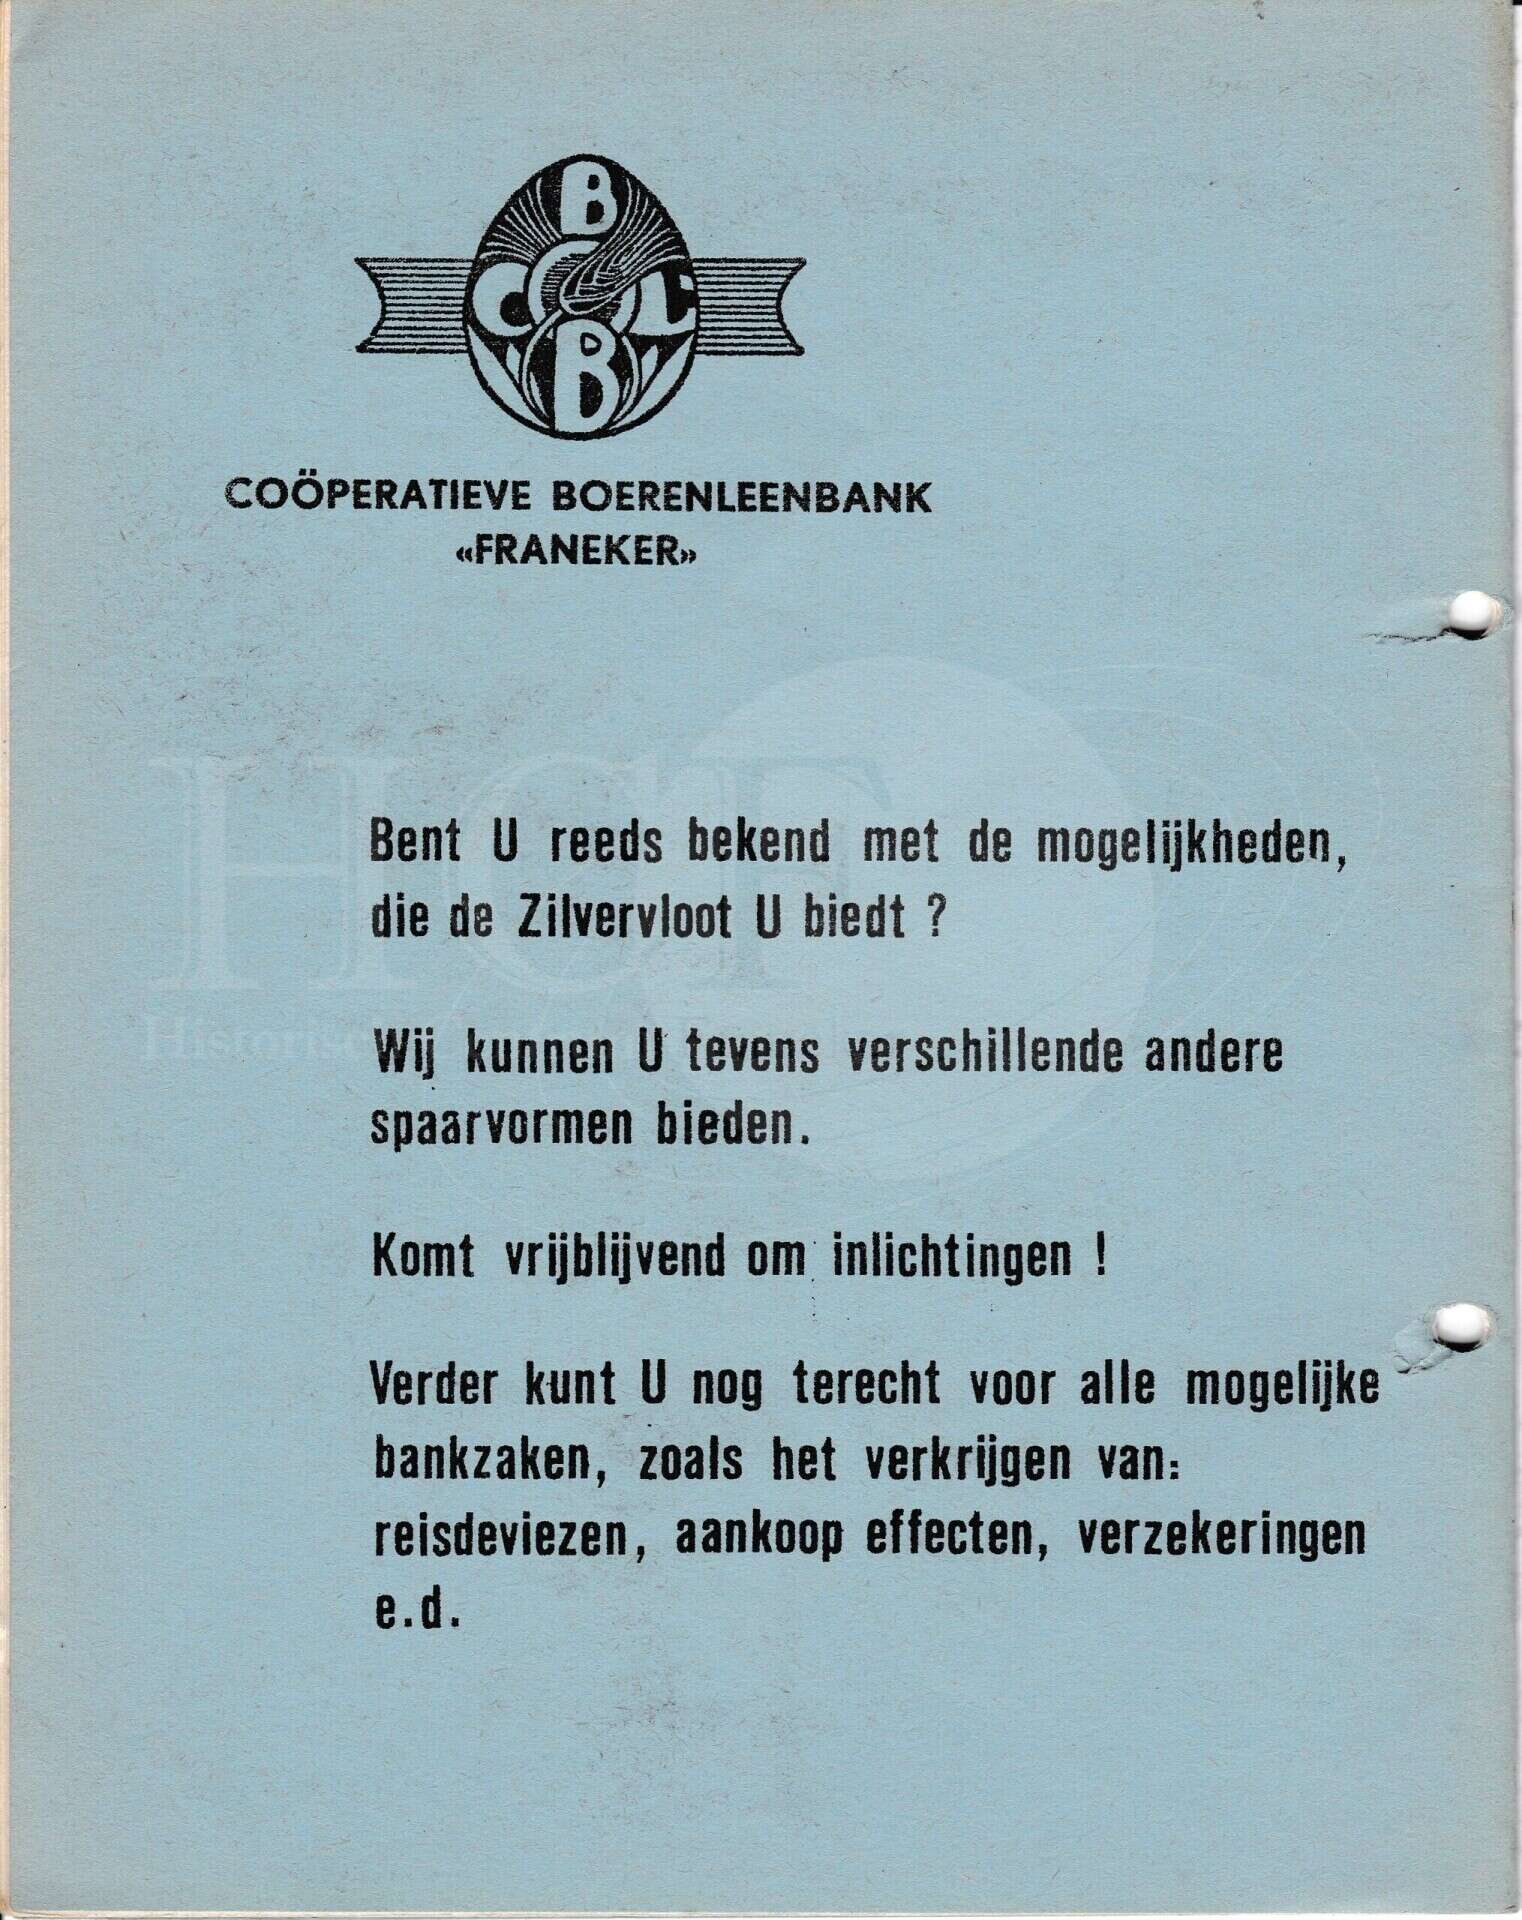 B
C L
B
COÖPERATIEVE BOERENLEENBANK
«FRANEKER»
HCF
Bent U reeds bekend met de mogelijkheden,
die de Zilvervloot U biedt ?
Wij kunnen U tevens verschillende andere
spaarvormen bieden.
Komt vrijblijvend om inlichtingen !
Verder kunt U nog terecht voor alle mogelijke
bankzaken, zoals het verkrijgen van:
reisdeviezen, aankoop effecten, verzekeringen
e.d.